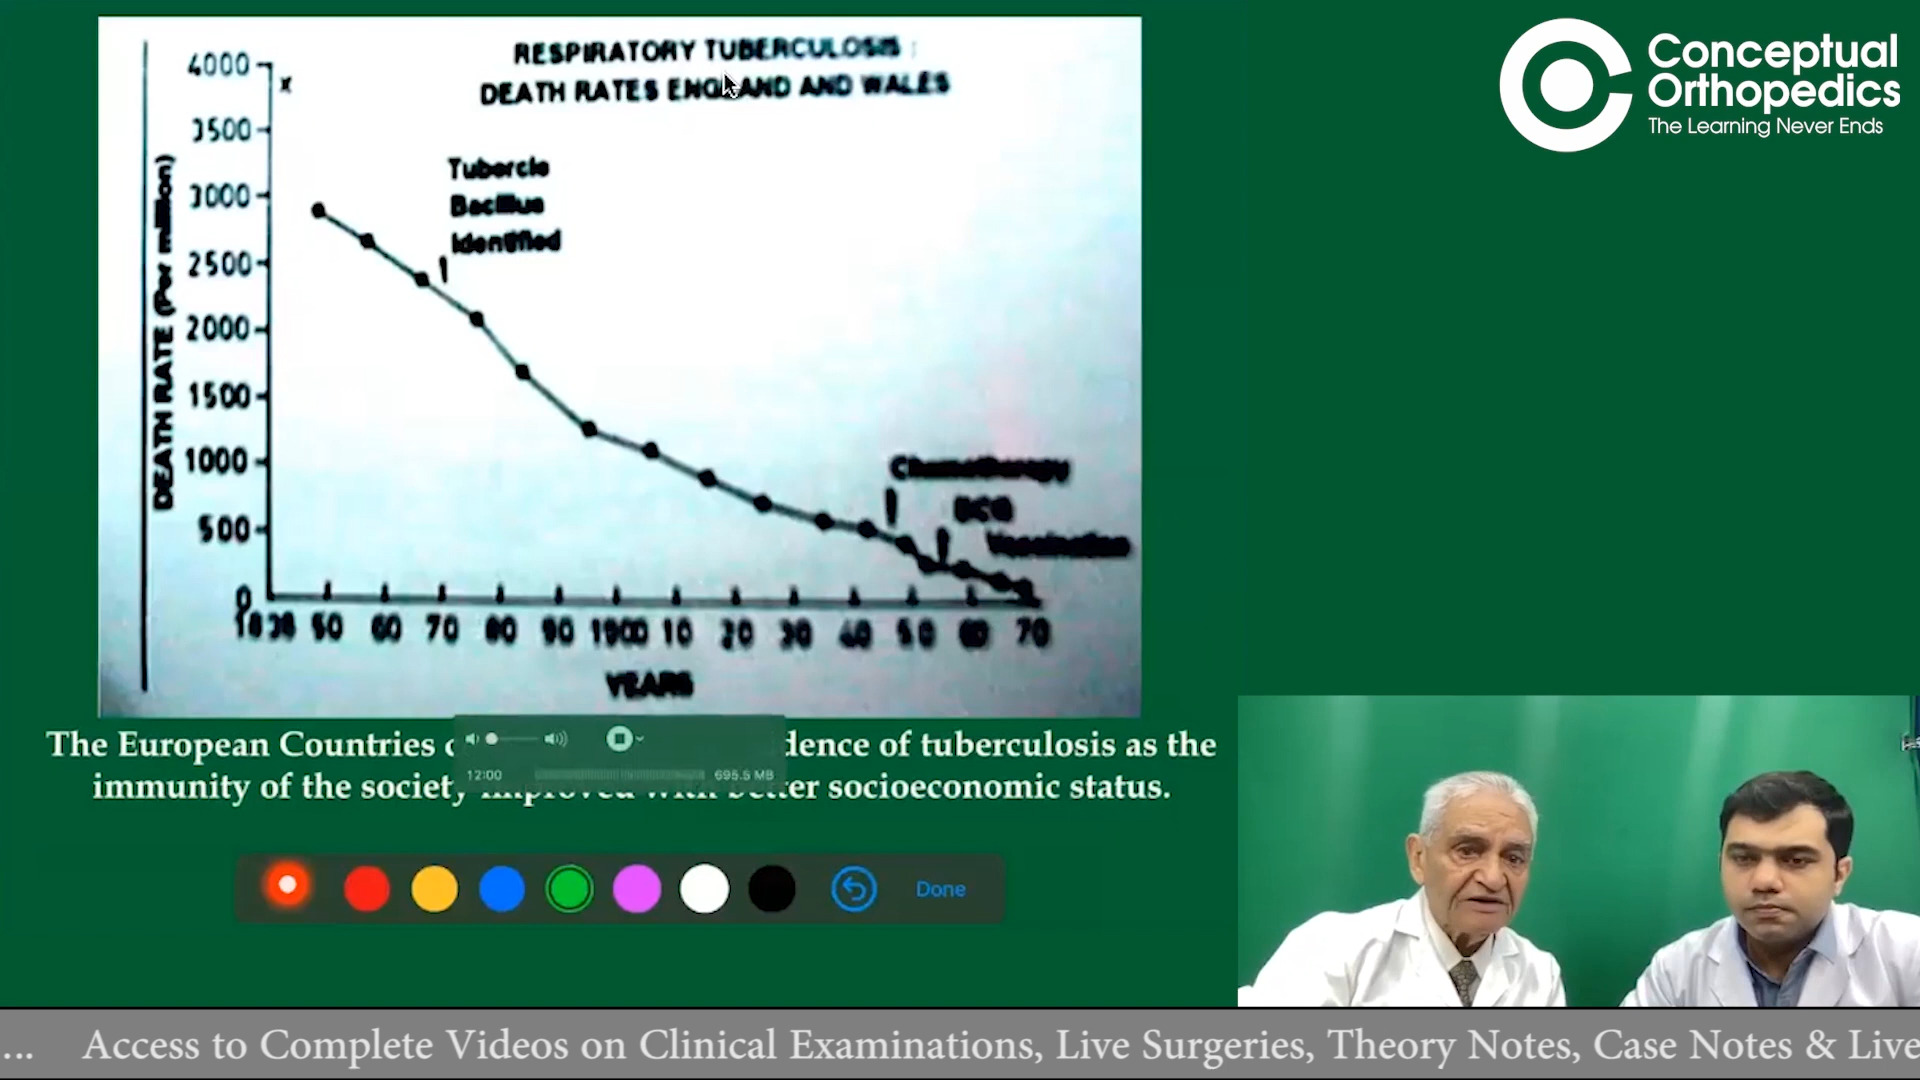 RESPIRATORY TUBERCULOSIS :
DEATH RATES ENGLAND AND WALES
DEATH RATE (Per million)
4000
x
3500
3000
2500
2000
1500
1000
500
0
Tubercle
Bacillus
Identified
Chemotherapy
BCG
Vaccination
1838 50 60 70 80 90 1900 10 20 30 40 50 60 70
YEARS
The European Countries dence of tuberculosis as the
immunity of the society improved with better socioeconomic status.
12:00 695.5 MB
Done
Conceptual
Orthopedics
The Learning Never Ends
... Access to Complete Videos on Clinical Examinations, Live Surgeries, Theory Notes, Case Notes & Live